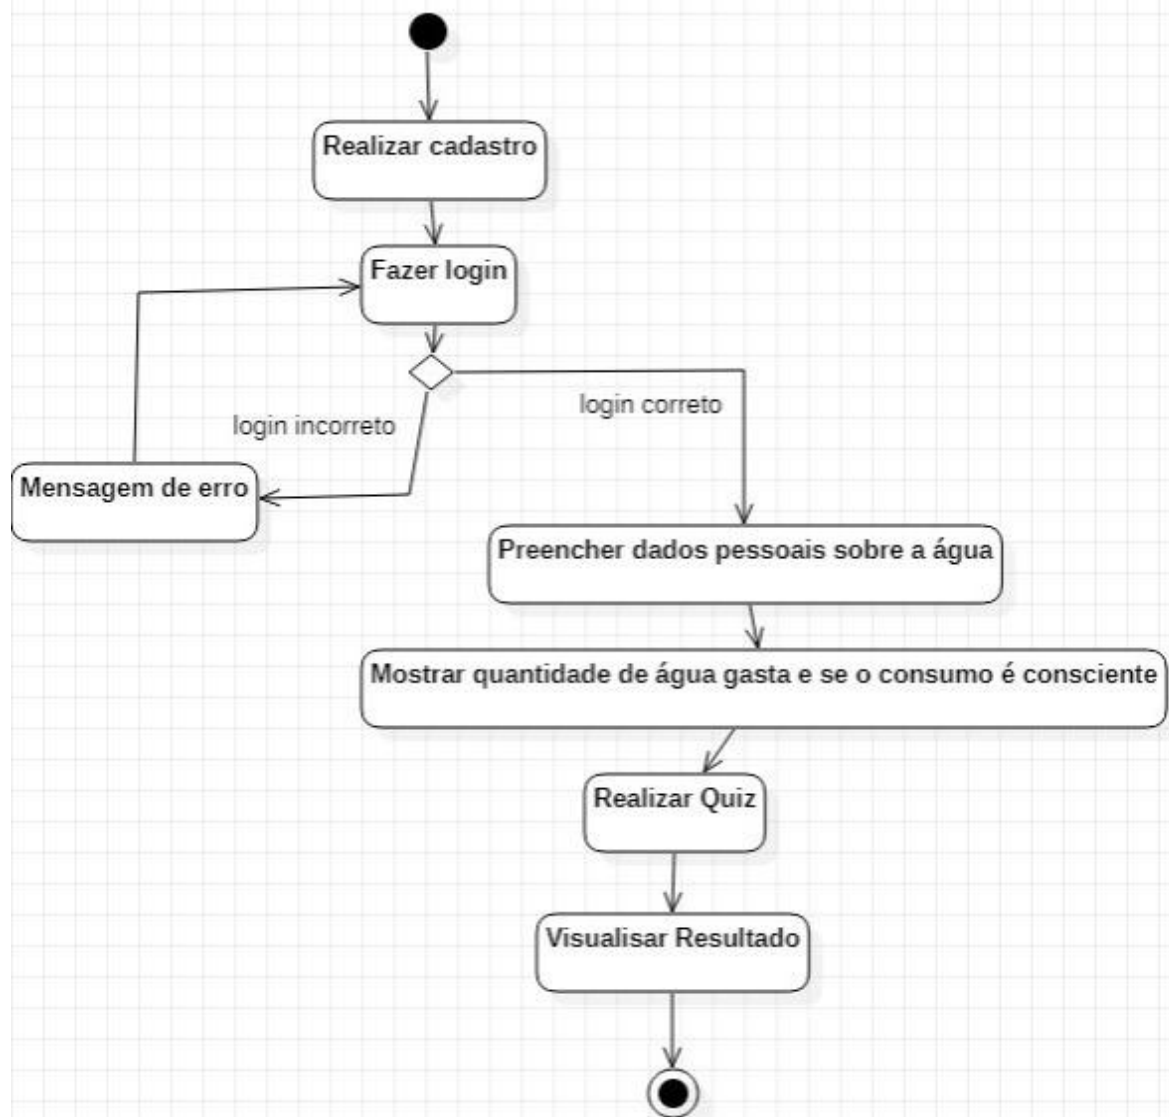 Realizar cadastro
Fazer login
login correto
login incorreto
Mensagem de erro
Preencher dados pessoais sobre a água
Mostrar quantidade de água gasta e se o consumo é consciente
Realizar Quiz
Visualisar Resultado